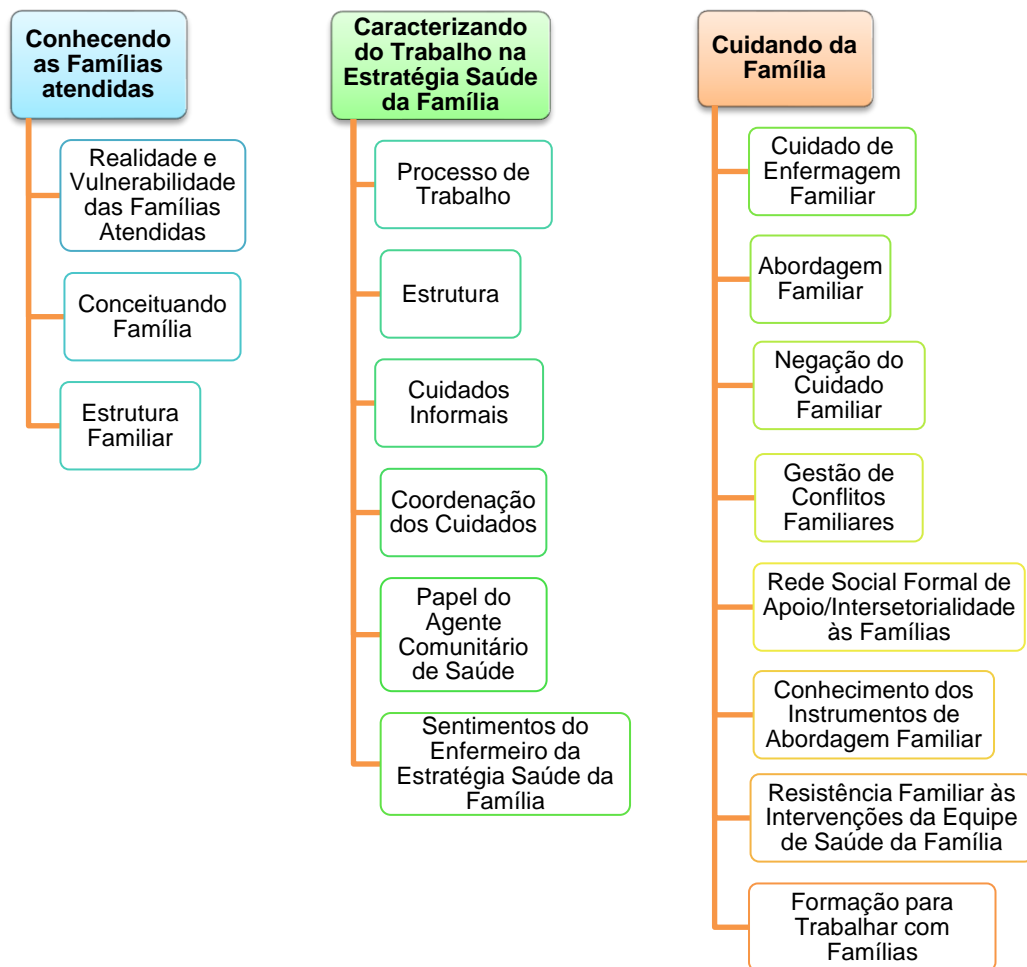 Conhecendo
as Famílias
atendidas
Realidade e
Vulnerabilidade
das Famílias
Atendidas
Conceituando
Família
Estrutura
Familiar
Caracterizando
do Trabalho na
Estratégia Saúde
da Família
Processo de
Trabalho
Estrutura
Cuidados
Informais
Coordenação
dos Cuidados
Papel do
Agente
Comunitário
de Saúde
Sentimentos do
Enfermeiro da
Estratégia Saúde da
Família
Cuidando da
Família
Cuidado de
Enfermagem
Familiar
Abordagem
Familiar
Negação do
Cuidado
Familiar
Gestão de
Conflitos
Familiares
Rede Social Formal de
Apoio/Intersetorialidade
às Famílias
Conhecimento dos
Instrumentos de
Abordagem Familiar
Resistência Familiar às
Intervenções da Equipe
de Saúde da Família
Formação para
Trabalhar com
Famílias